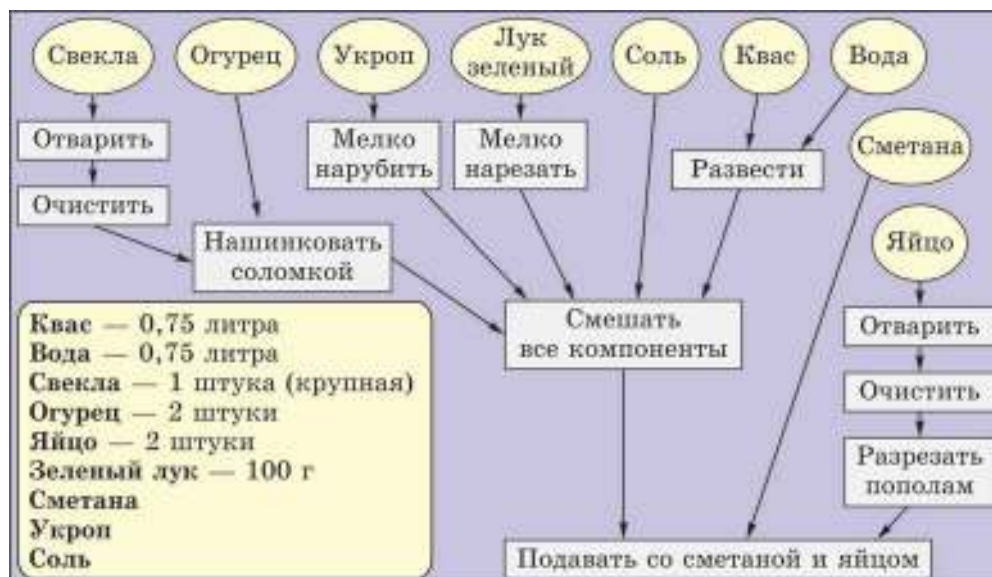 Свекла
Огурец
Укроп
Лук
зеленый
Соль
Квас
Вода
Сметана
Яйцо
Отварить
Очистить
Мелко
нарубить
Мелко
нарезать
Развести
Нашинковать
соломкой
Смешать
все компоненты
Отварить
Очистить
Разрезать
пополам
Подавать со сметаной и яйцом
Квас — 0,75 литра
Вода — 0,75 литра
Свекла — 1 штука (крупная)
Огурец — 2 штуки
Яйцо — 2 штуки
Зеленый лук — 100 г
Сметана
Укроп
Соль